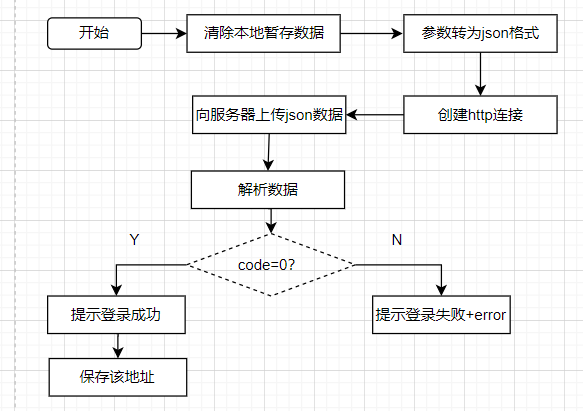 开始
清除本地暂存数据
参数转为json格式
创建http连接
向服务器上传json数据
解析数据
code=0?
Y
N
提示登录成功
提示登录失败+error
保存该地址